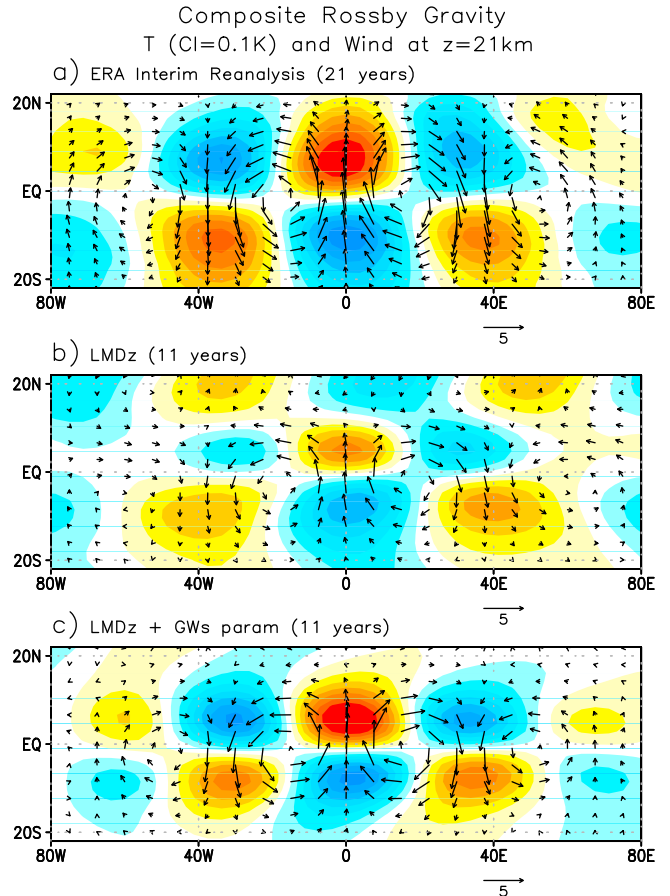 Composite Rossby Gravity
T (CI=0.1K) and Wind at z=21km
a) ERA Interim Reanalysis (21 years)
20N
EQ
20S
80W 40W 0 40E 80E
5
b) LMDz (11 years)
20N
EQ
20S
80W 40W 0 40E 80E
5
c) LMDz + GWs param (11 years)
20N
EQ
20S
80W 40W 0 40E 80E
5